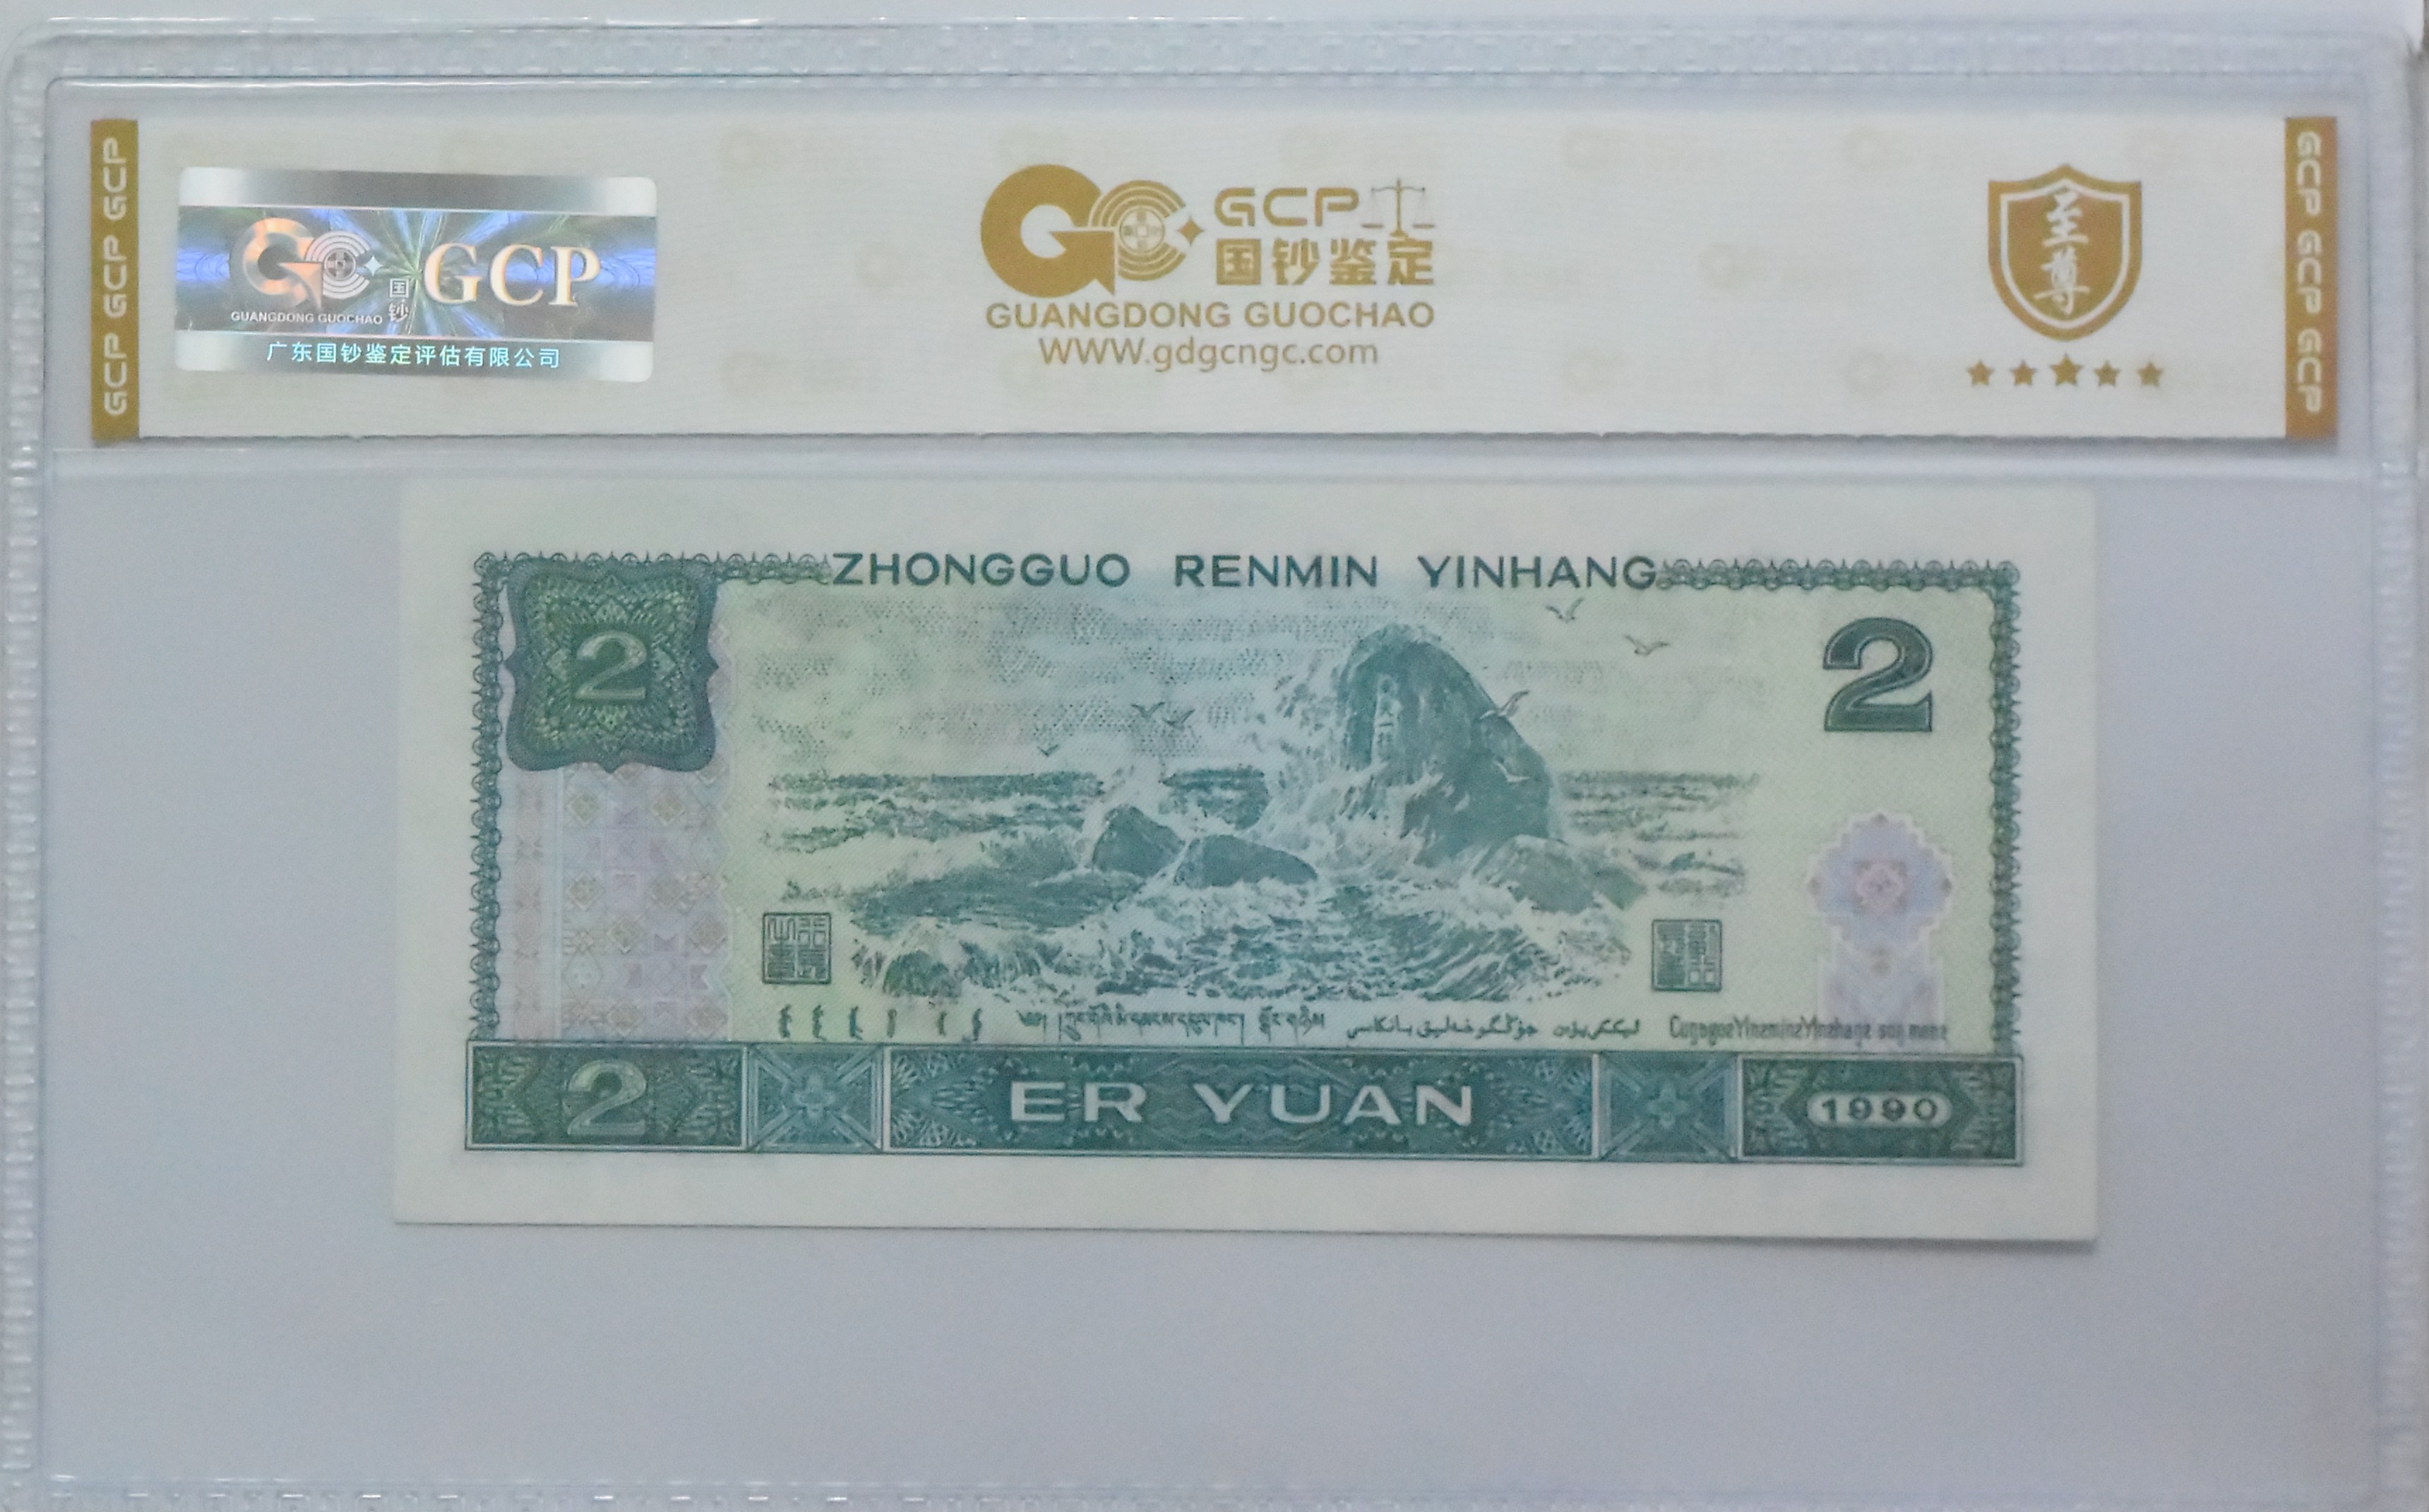 GCP GCP GCP
GCP
国钞
GUANGDONG GUOCHAO
广东国钞鉴定评估有限公司
GCP
国钞鉴定
GUANGDONG GUOCHAO
WWW.gdgcngc.com
至尊
GCP GCP GCP
ZHONGGUO RENMIN YINHANG
2
2
2
ER YUAN
1990